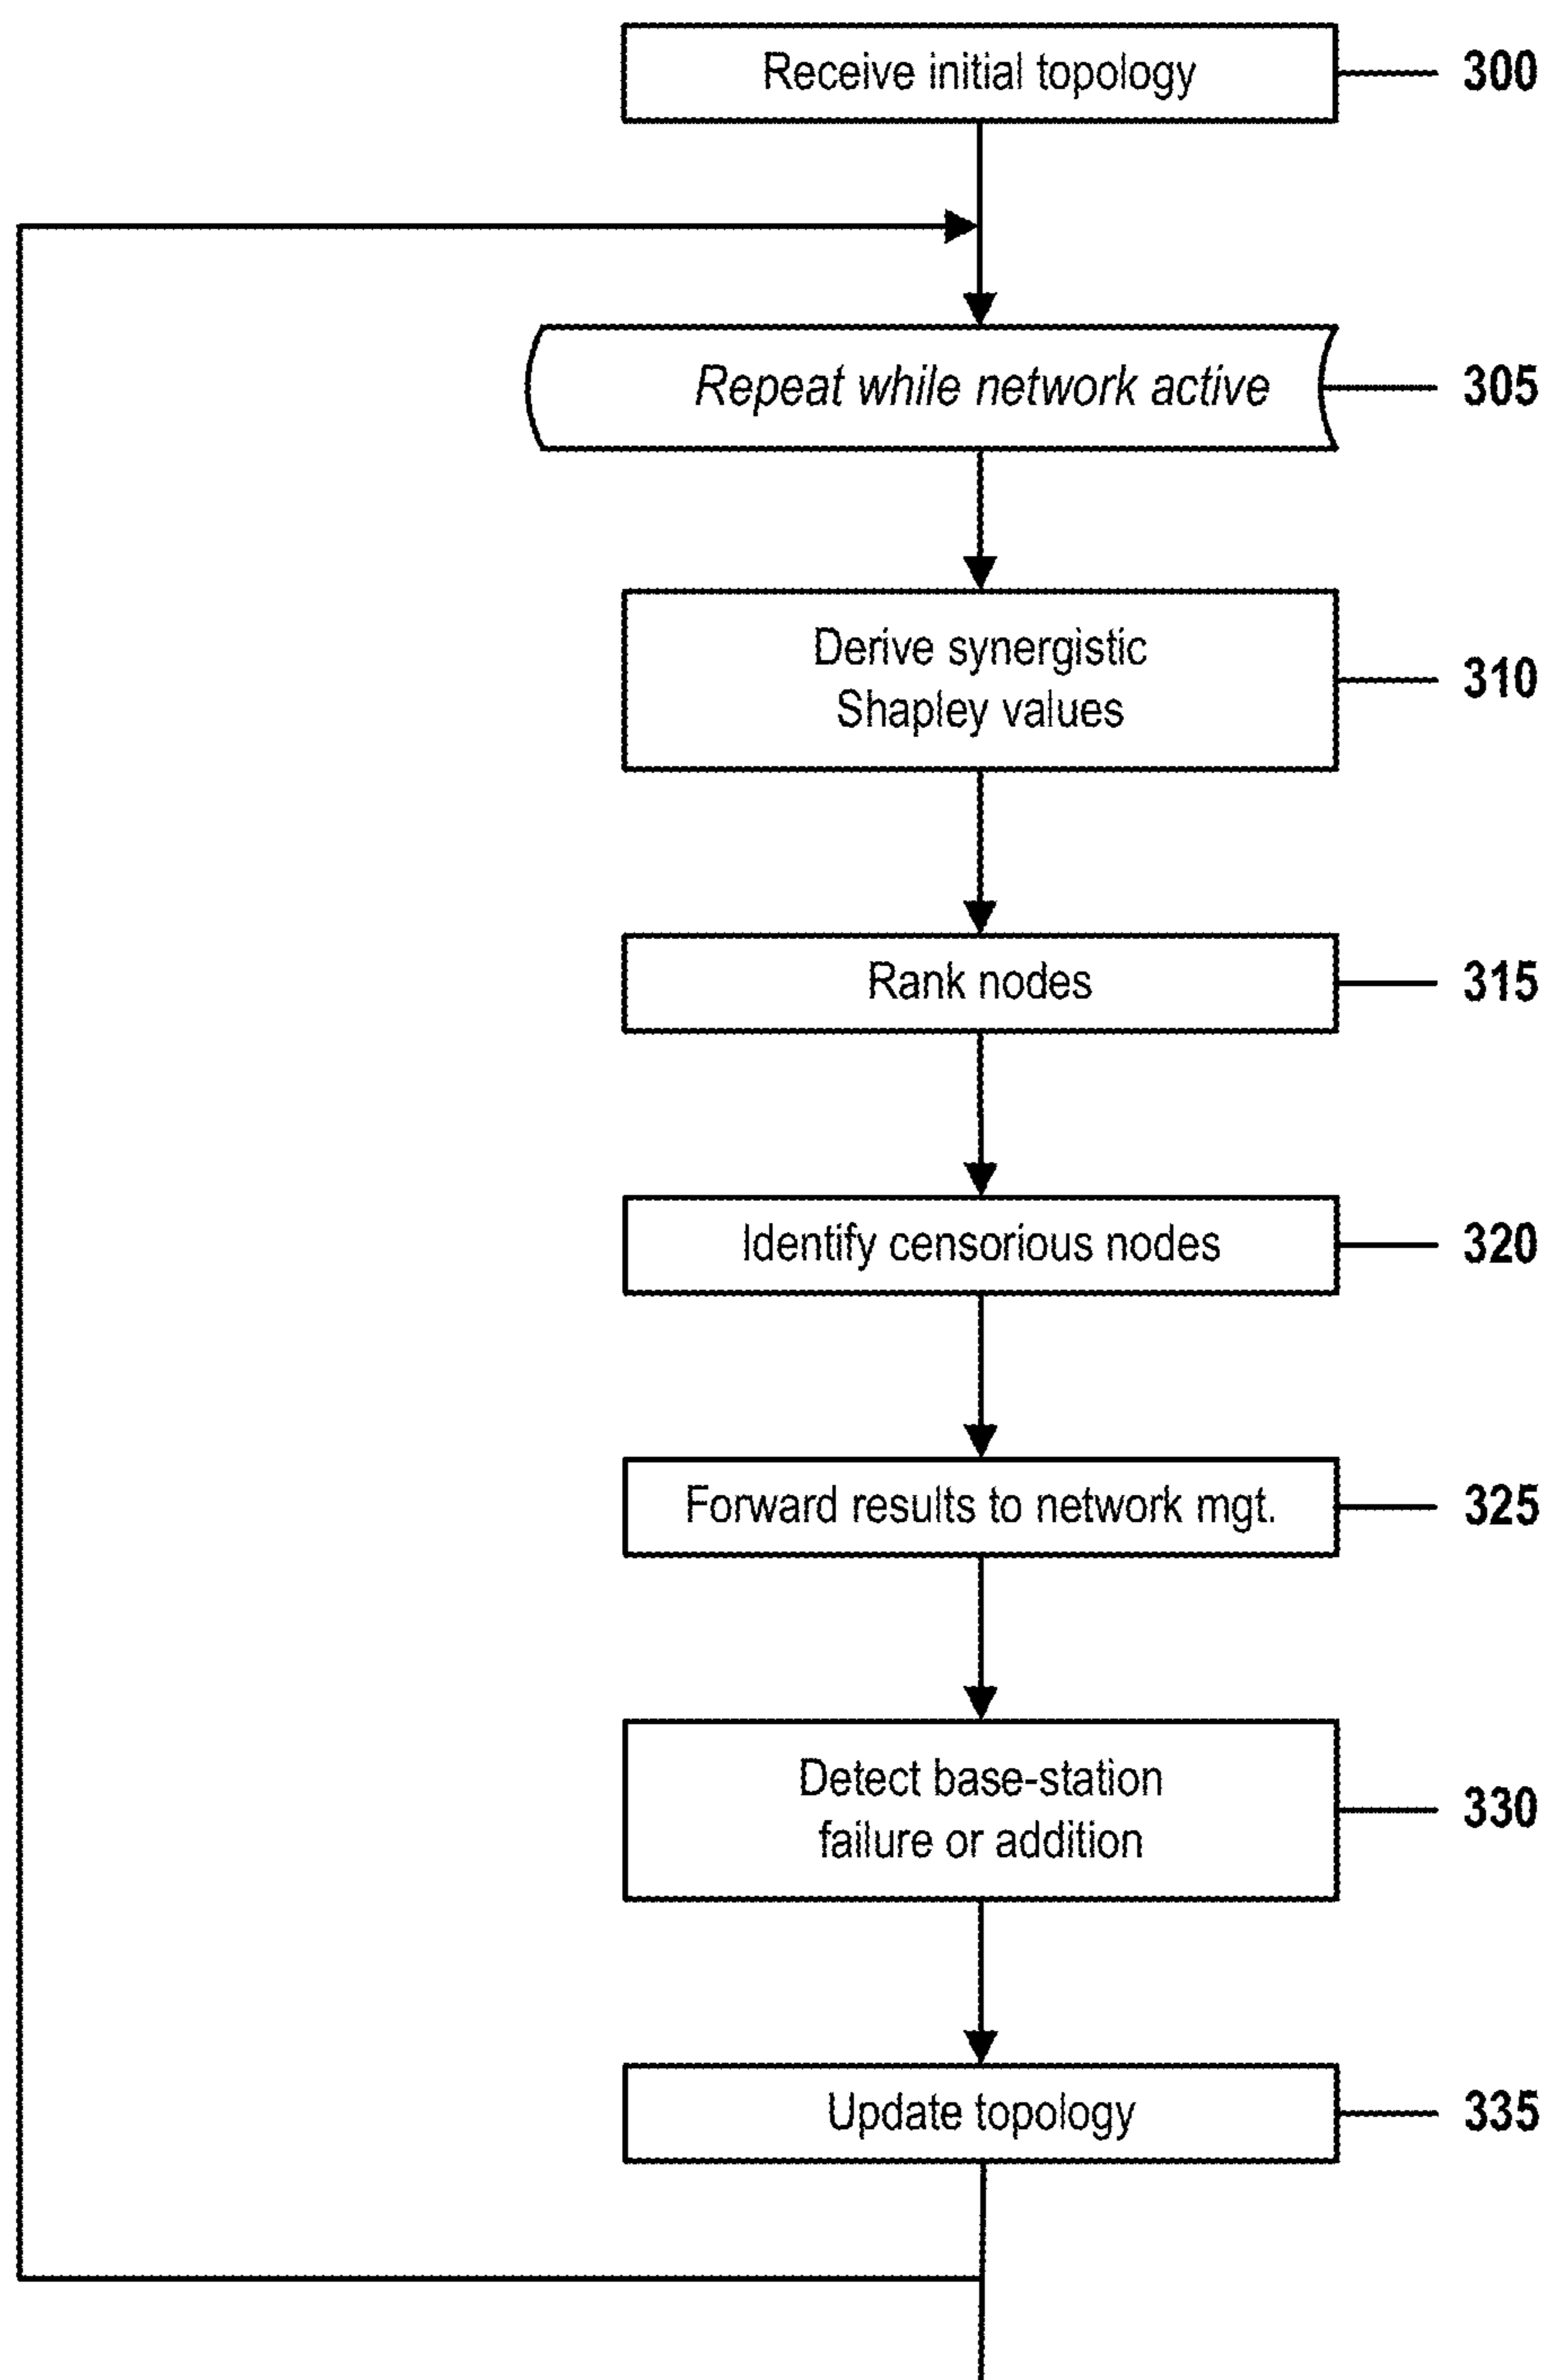 Receive initial topology 300
Repeat while network active 305
Derive synergistic
Shapley values 310
Rank nodes 315
Identify censorious nodes 320
Forward results to network mgt. 325
Detect base-station
failure or addition 330
Update topology 335